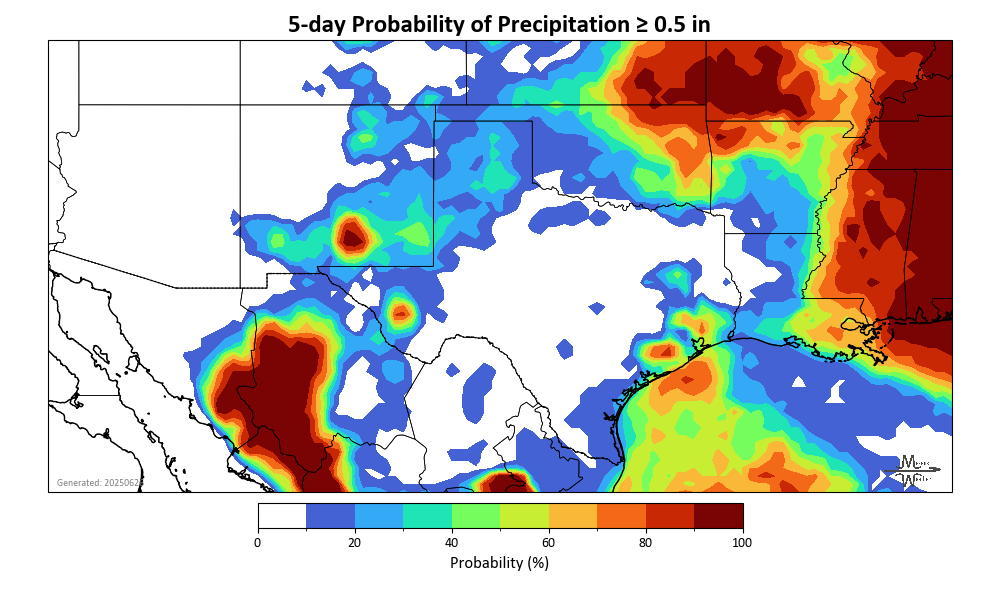 5-day Probability of Precipitation ≥ 0.5 in
Generated: 2025062
0 20 40 60 80 100
Probability (%)